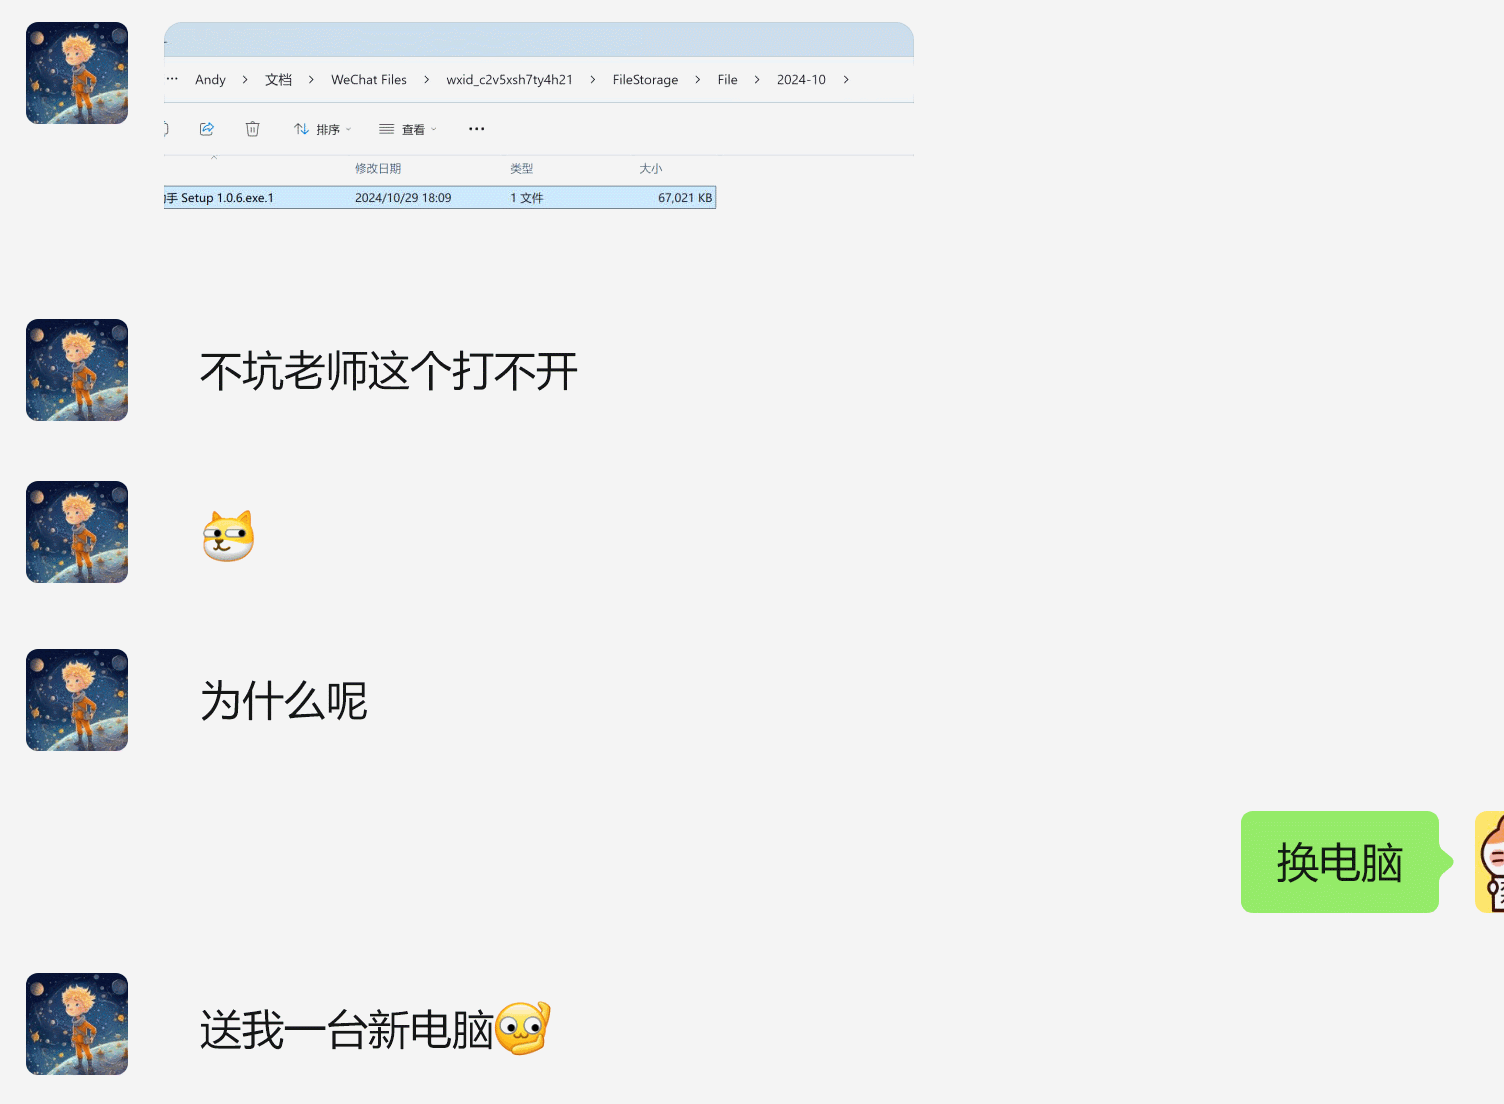 Andy > 文档 > WeChat Files > wxid_c2v5xsh7ty4h21 > FileStorage > File > 2024-10 >
排序 查看
修改日期 类型 大小
手 Setup 1.0.6.exe.1 2024/10/29 18:09 1 文件 67,021 KB
不坑老师这个打不开
为什么呢
换电脑
送我一台新电脑